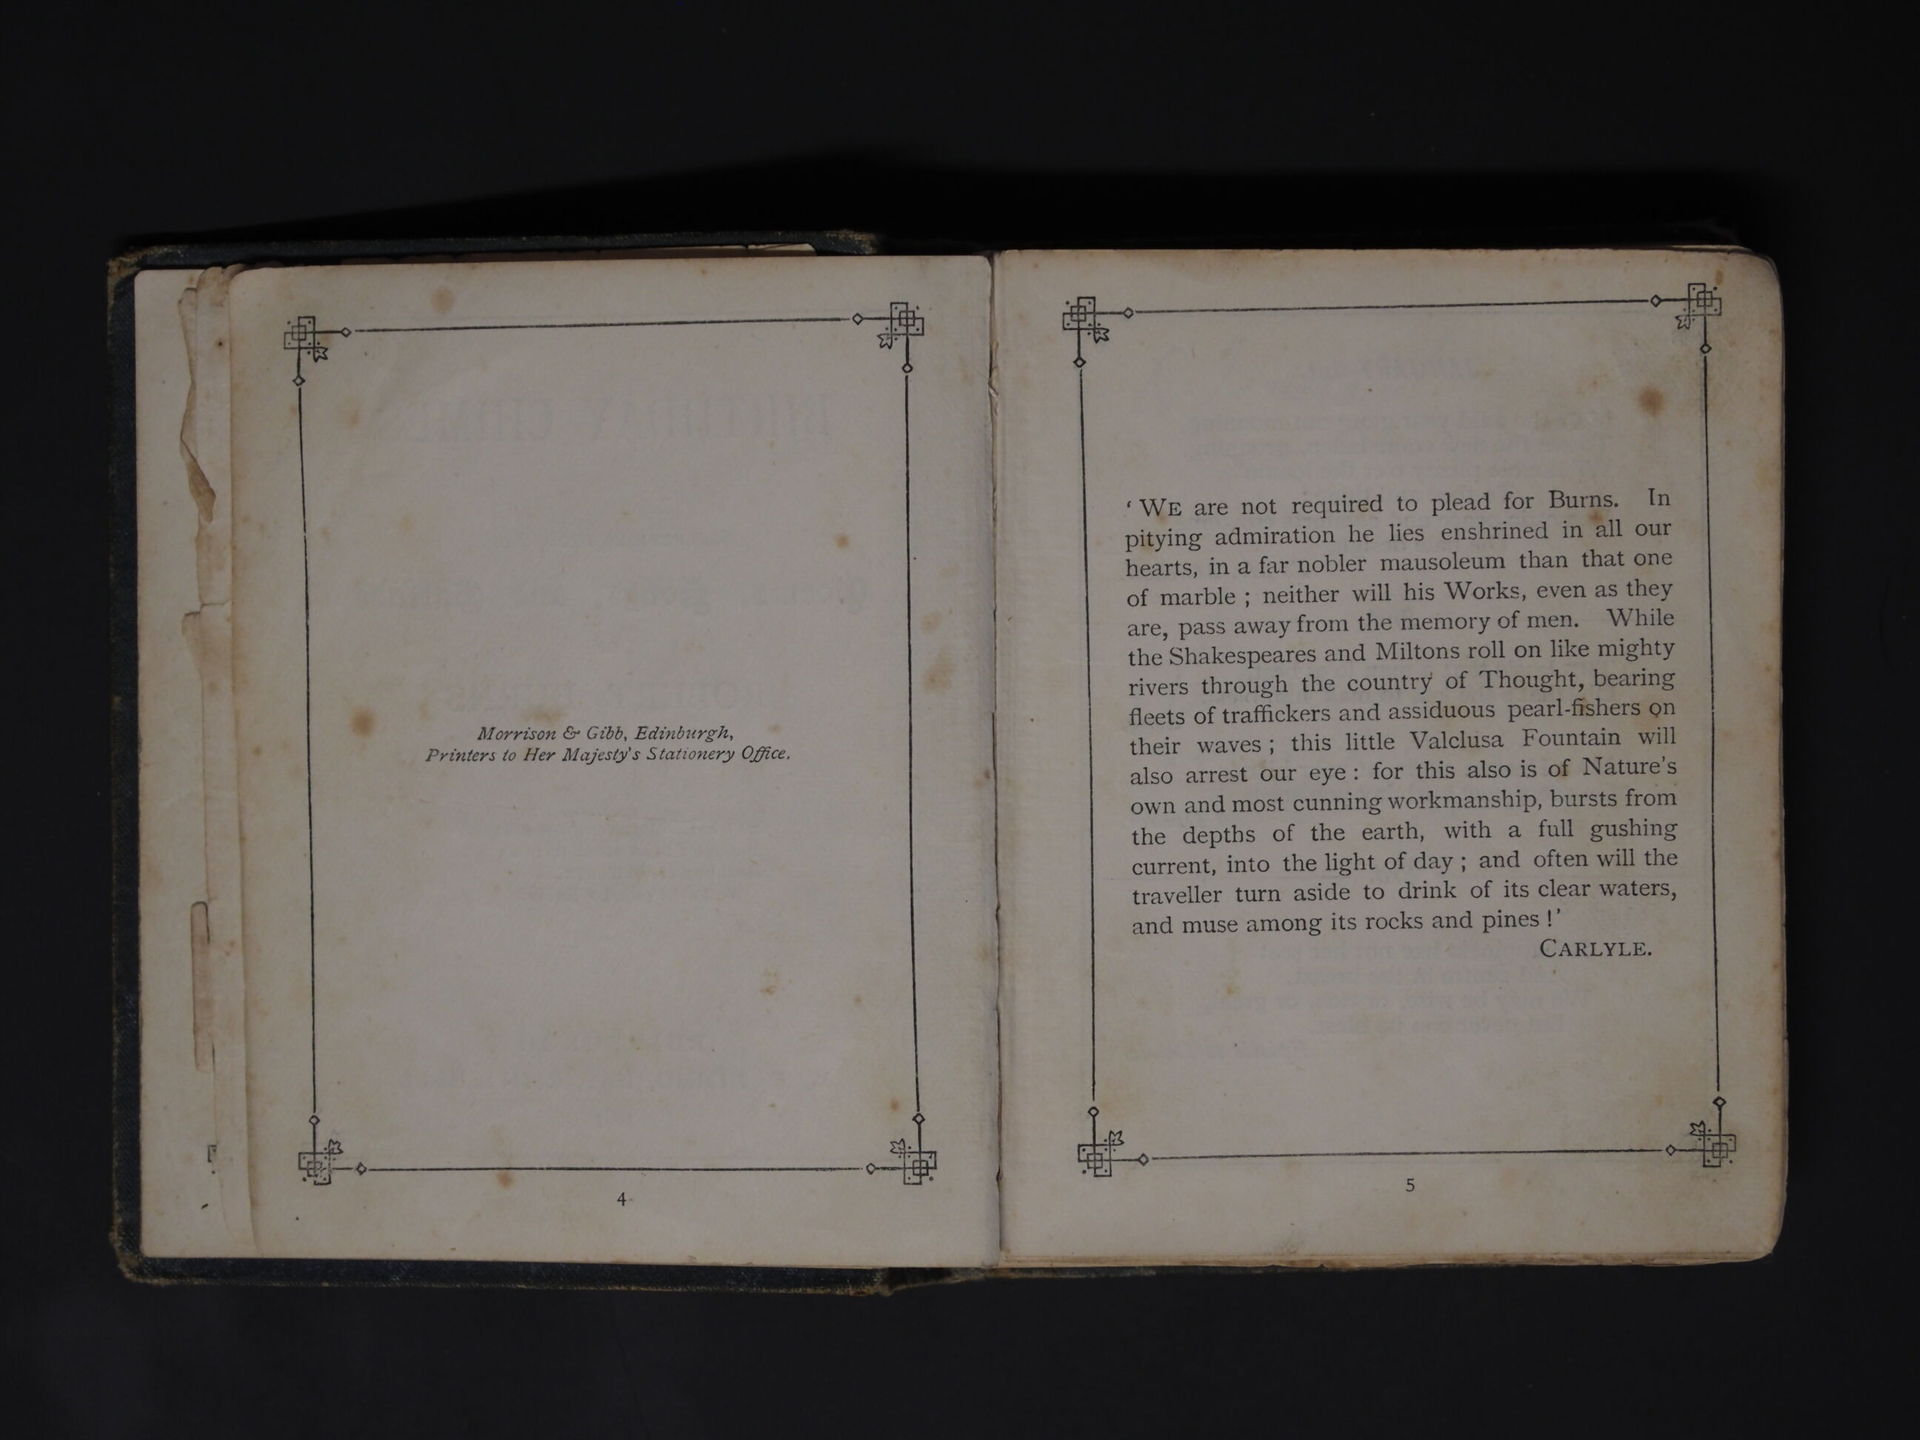 Morrison & Gibb, Edinburgh,
Printers to Her Majesty's Stationery Office.
4
‘WE are not required to plead for Burns. In
pitying admiration he lies enshrined in all our
hearts, in a far nobler mausoleum than that one
of marble ; neither will his Works, even as they
are, pass away from the memory of men. While
the Shakespeares and Miltons roll on like mighty
rivers through the country of Thought, bearing
fleets of traffickers and assiduous pearl-fishers on
their waves ; this little Valclusa Fountain will
also arrest our eye : for this also is of Nature's
own and most cunning workmanship, bursts from
the depths of the earth, with a full gushing
current, into the light of day ; and often will the
traveller turn aside to drink of its clear waters,
and muse among its rocks and pines !’
CARLYLE.
5